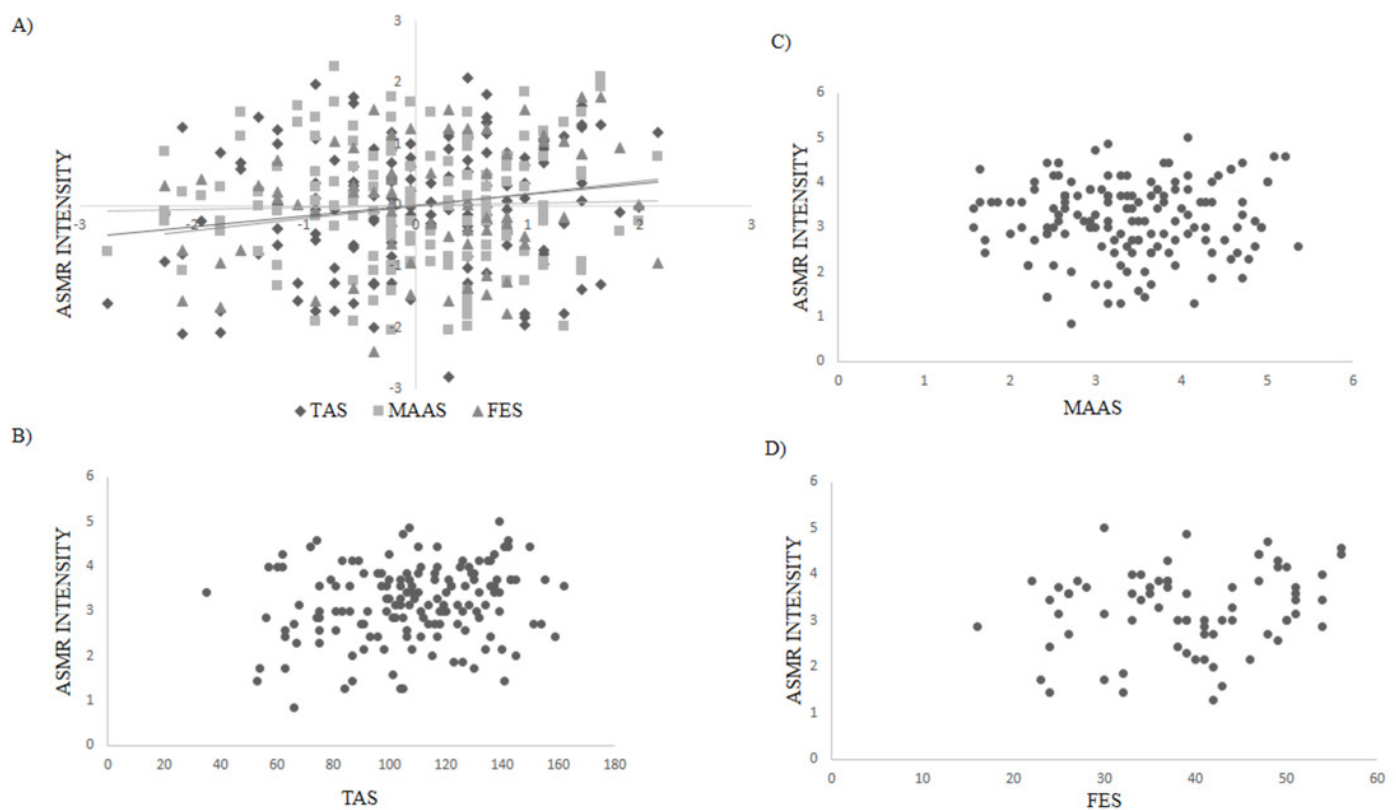 A)
3
2
1
0
-3
-2
-1
0
1
2
3
-1
-2
-3
ASMR INTENSITY
TAS MAAS FES
B)
6
5
4
3
2
1
0
0 20 40 60 80 100 120 140 160 180
ASMR INTENSITY
TAS
C)
6
5
4
3
2
1
0
0 1 2 3 4 5 6
ASMR INTENSITY
MAAS
D)
6
5
4
3
2
1
0
0 10 20 30 40 50 60
ASMR INTENSITY
FES